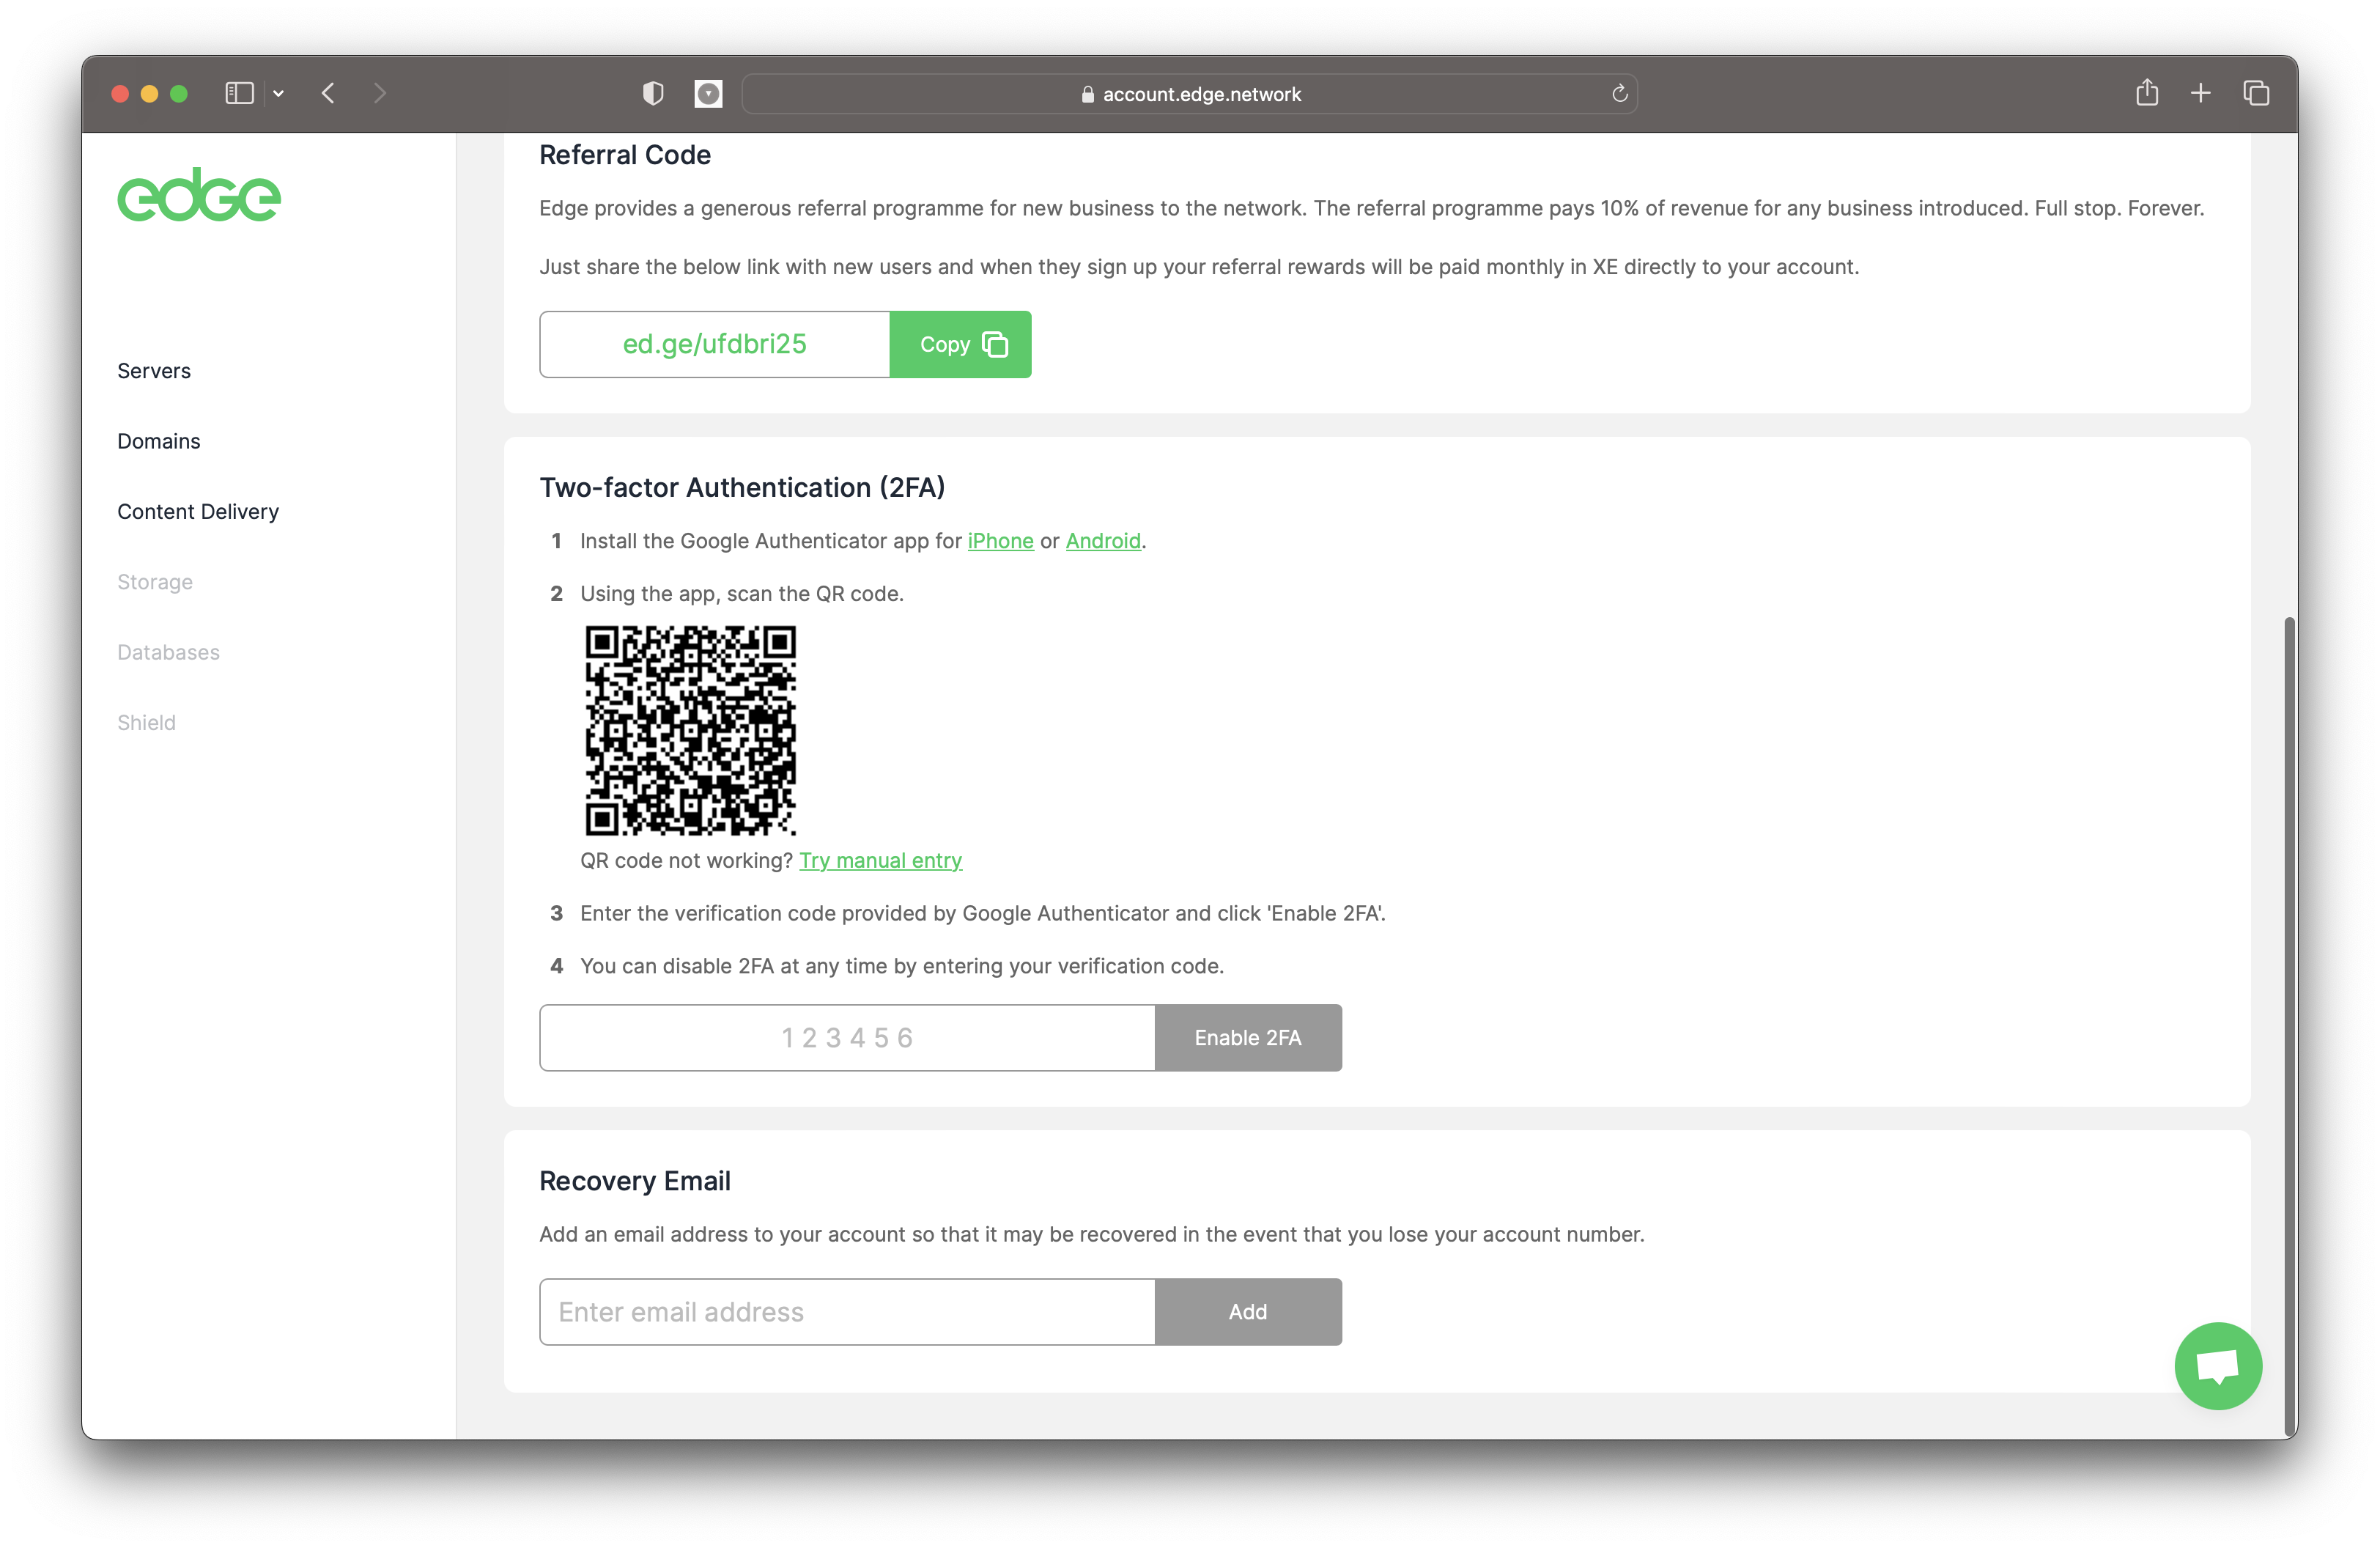 account.edge.network
edge
Servers
Domains
Content Delivery
Storage
Databases
Shield
Referral Code
Edge provides a generous referral programme for new business to the network. The referral programme pays 10% of revenue for any business introduced. Full stop. Forever.
Just share the below link with new users and when they sign up your referral rewards will be paid monthly in XE directly to your account.
ed.ge/ufdbri25
Copy
Two-factor Authentication (2FA)
1 Install the Google Authenticator app for iPhone or Android.
2 Using the app, scan the QR code.
QR code not working? Try manual entry
3 Enter the verification code provided by Google Authenticator and click 'Enable 2FA'.
4 You can disable 2FA at any time by entering your verification code.
1 2 3 4 5 6
Enable 2FA
Recovery Email
Add an email address to your account so that it may be recovered in the event that you lose your account number.
Enter email address
Add